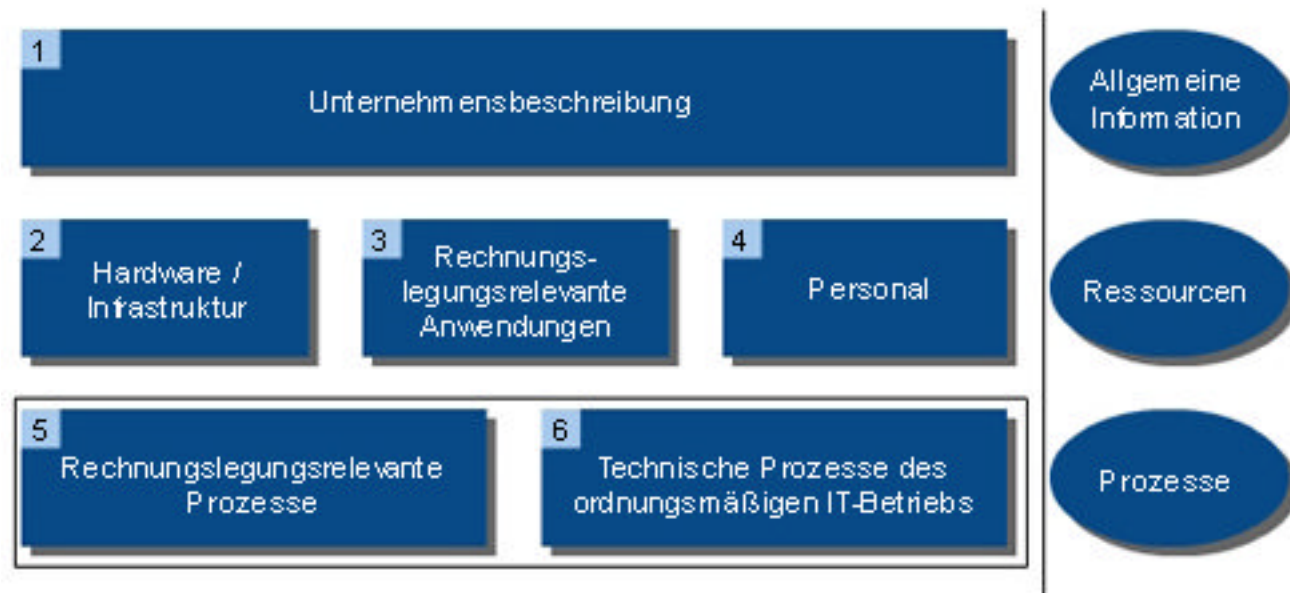 1
Unternehmensbeschreibung
Allgemeine
Information
2
Hardware /
Infrastruktur
3
Rechnungs-
legungsrelevante
Anwendungen
4
Personal
Ressourcen
5
Rechnungslegungsrelevante
Prozesse
6
Technische Prozesse des
ordnungsmäßigen IT-Betriebs
Prozesse